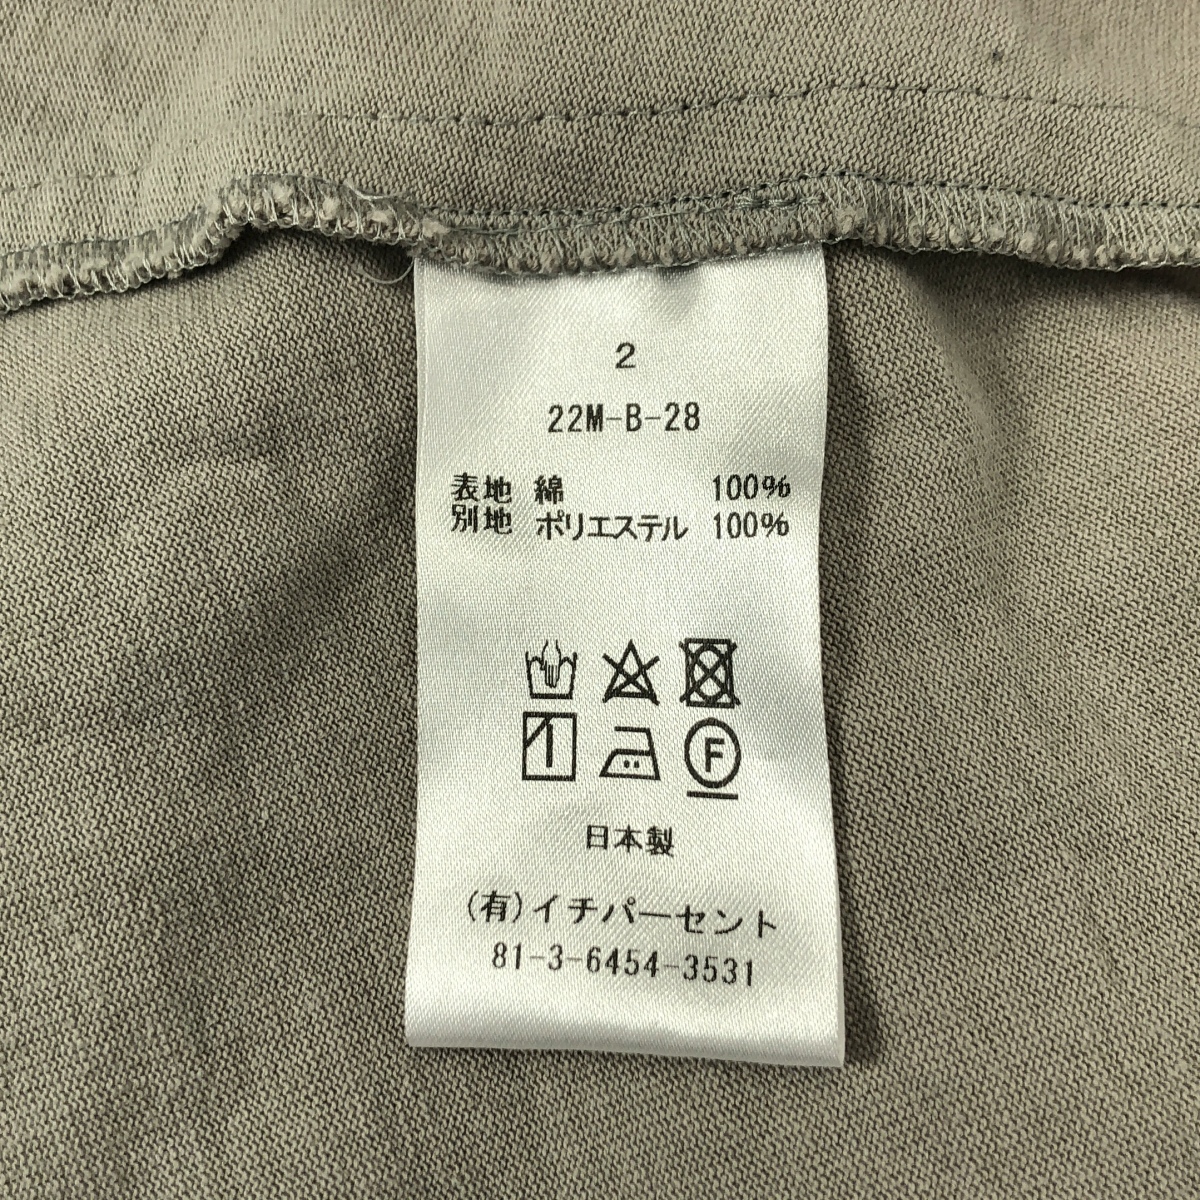 2
22M-B-28
表地 綿 100%
別地 ポリエステル 100%
F
日本製
(有)イチパーセント
81-3-6454-3531